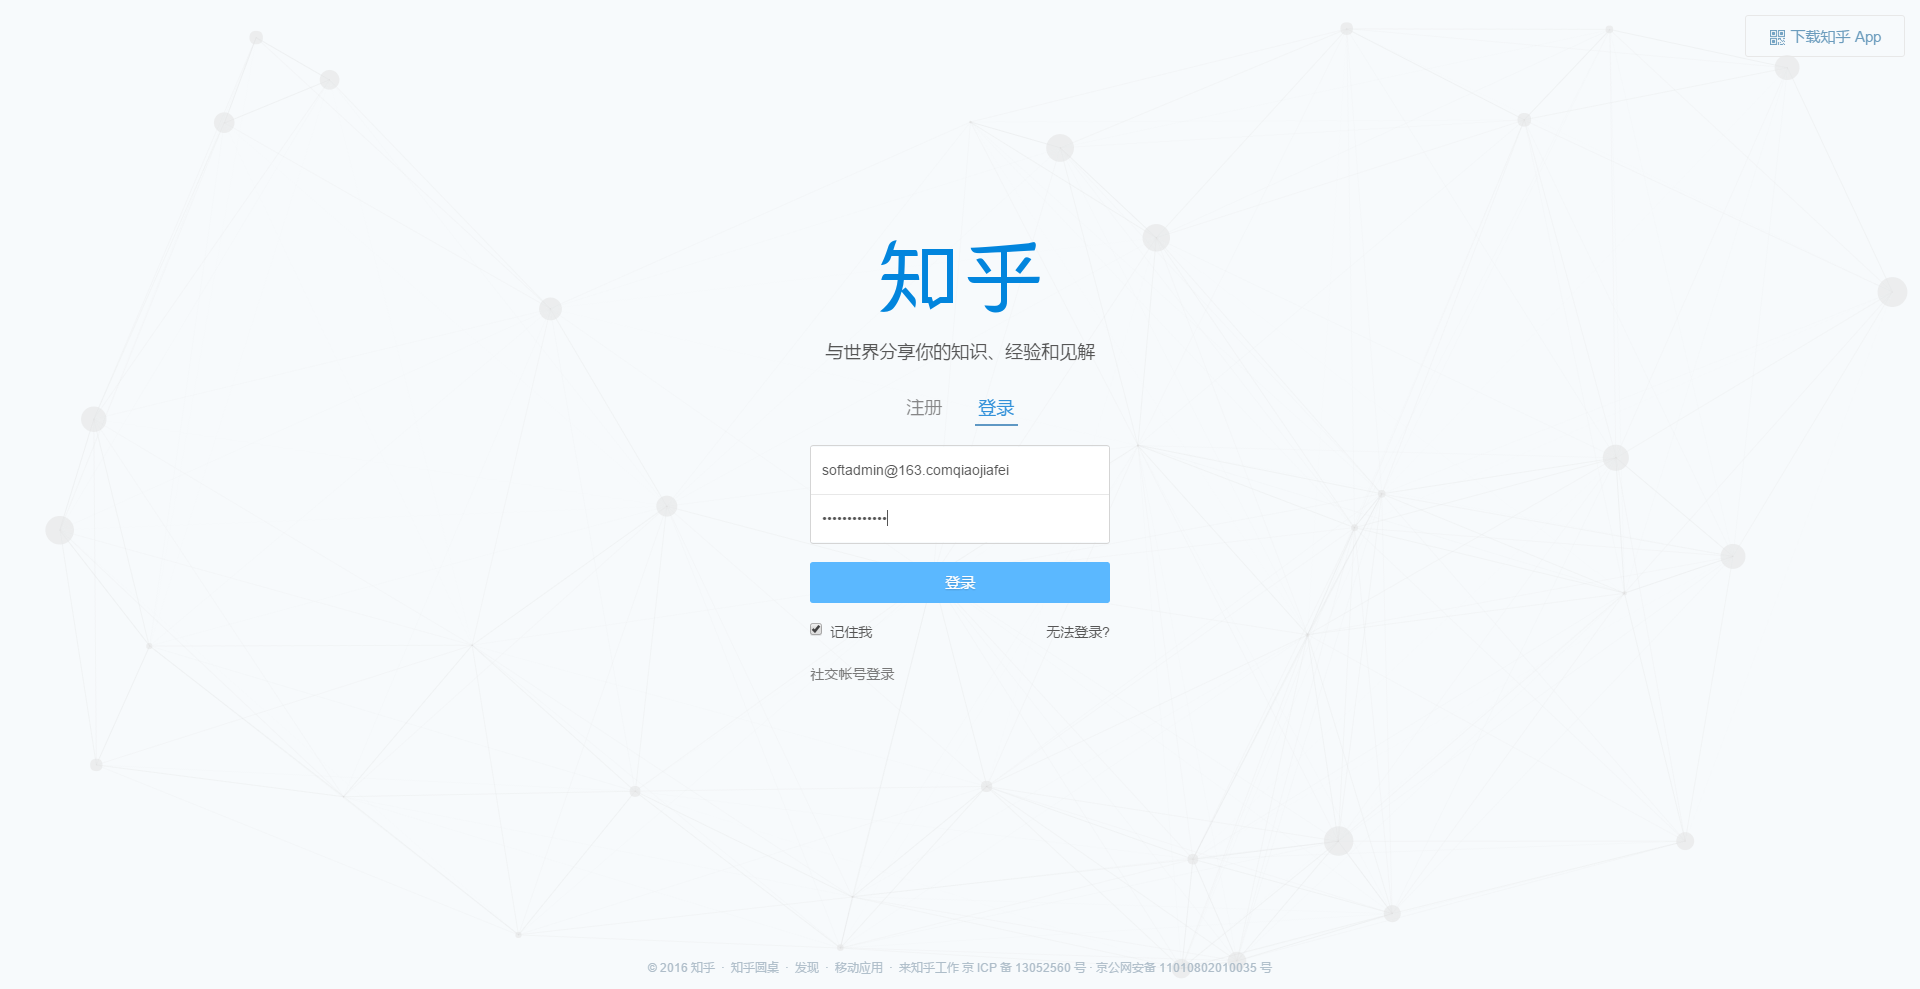 下载知乎 App
知乎
与世界分享你的知识、经验和见解
注册 登录
softadmin@163.comqiaojiafei
•••••••••••••
登录
记住我 无法登录?
社交帐号登录
© 2016 知乎 · 知乎圆桌 · 发现 · 移动应用 · 来知乎工作 京 ICP 备 13052560 号 · 京公网安备 11010802010035 号